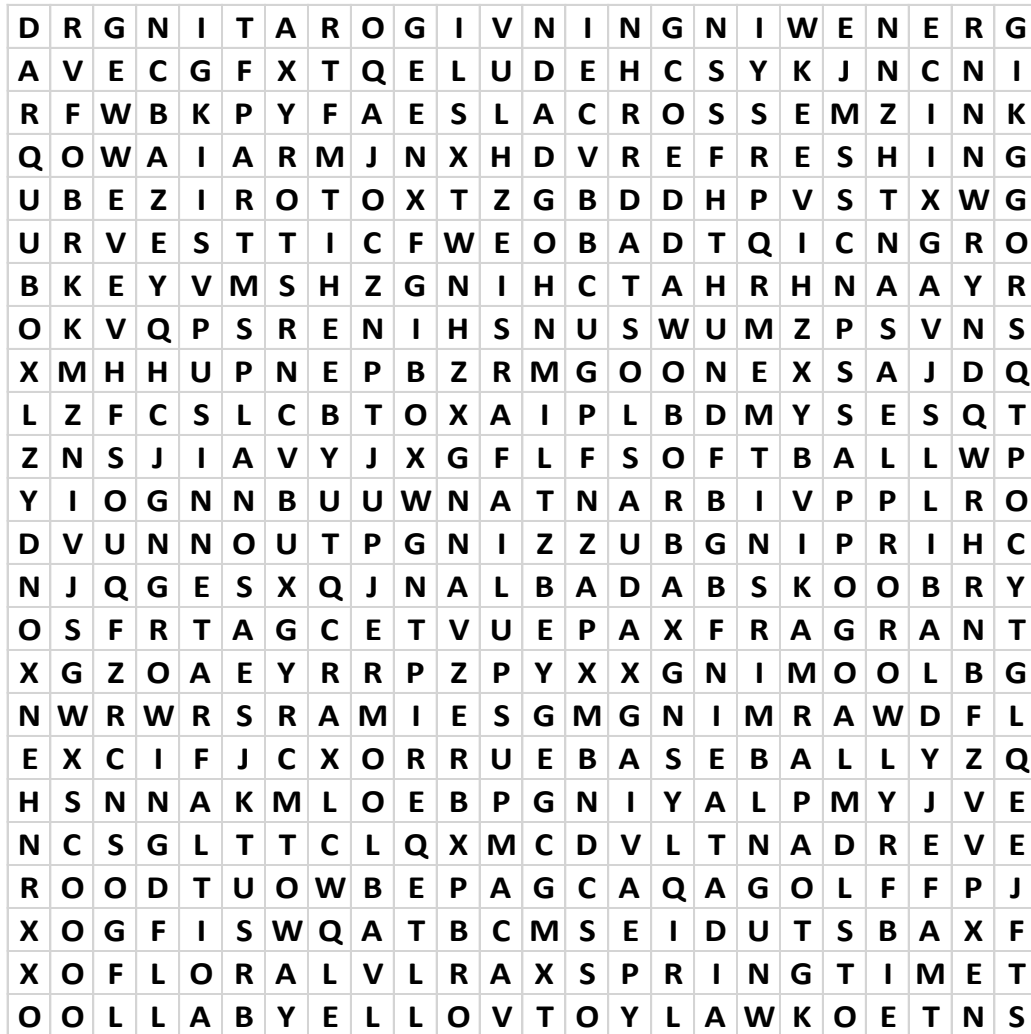 D R G N I T A R O G I V N I N G N I W E N E R G
A V E C G F X T Q E L U D E H C S Y K J N C N I
R F W B K P Y F A E S L A C R O S S E M Z I N K
Q O W A I A R M J N X H D V R E F R E S H I N G
U B E Z I R O T O X T Z G B D D H P V S T X W G
U R V E S T T I C F W E O B A D T Q I C N G R O
B K E Y V M S H Z G N I H C T A H R H N A A Y R
O K V Q P S R E N I H S N U S W U M Z P S V N S
X M H H U P N E P B Z R M G O O N E X S A J D Q
L Z F C S L C B T O X A I P L B D M Y S E S Q T
Z N S J I A V Y J X G F L F S O F T B A L L W P
Y I O G N N B U U W N A T N A R B I V P P L R O
D V U N N O U T P G N I Z Z U B G N I P R I H C
N J Q G E S X Q J N A L B A D A B S K O O B R Y
O S F R T A G C E T V U E P A X F R A G R A N T
X G Z O A E Y R R P Z P Y X X G N I M O O L B G
N W R W R S R A M I E S G M G N I M R A W D F L
E X C I F J C X O R R U E B A S E B A L L Y Z Q
H S N N A K M L O E B P G N I Y A L P M Y J V E
N C S G L T T C L Q X M C D V L T N A D R E V E
R O O D T U O W B E P A G C A Q A G O L F F P J
X O G F I S W Q A T B C M S E I D U T S B A X F
X O F L O R A L V L R A X S P R I N G T I M E T
O O L L A B Y E L L O V T O Y L A W K O E T N S